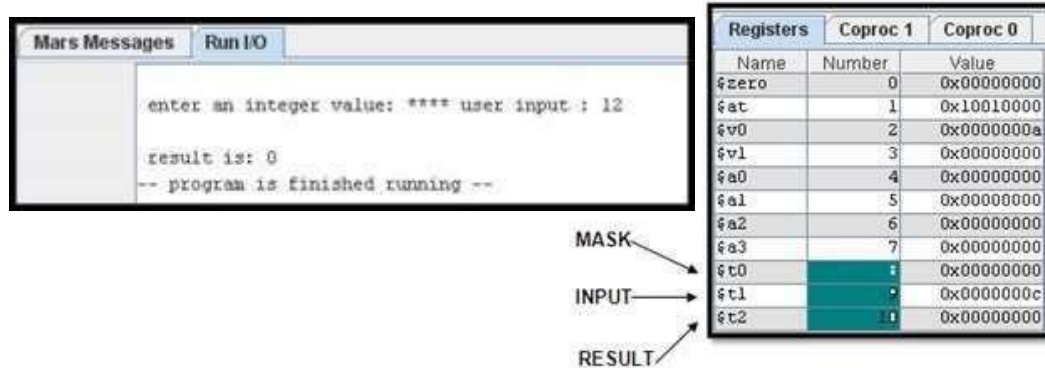 Mars Messages Run I/O
enter an integer value: **** user input : 12
result is: 0
-- program is finished running --
Registers Coproc 1 Coproc 0
Name Number Value
$zero 0 0x00000000
$at 1 0x10010000
$v0 2 0x0000000a
$v1 3 0x00000000
$a0 4 0x00000000
$a1 5 0x00000000
$a2 6 0x00000000
$a3 7 0x00000000
MASK
$t0 8 0x00000000
INPUT
$t1 9 0x0000000c
$t2 10 0x00000000
RESULT